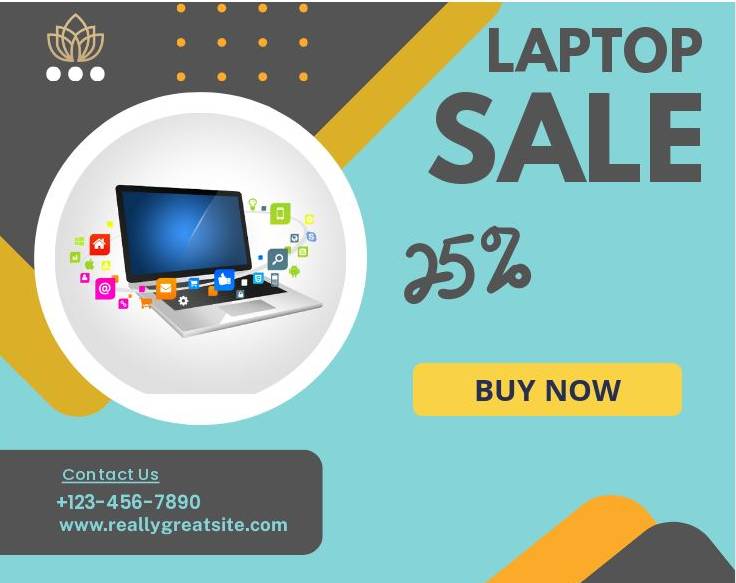 LAPTOP
SALE
25%
BUY NOW
Contact Us
+123-456-7890
www.reallygreatsite.com